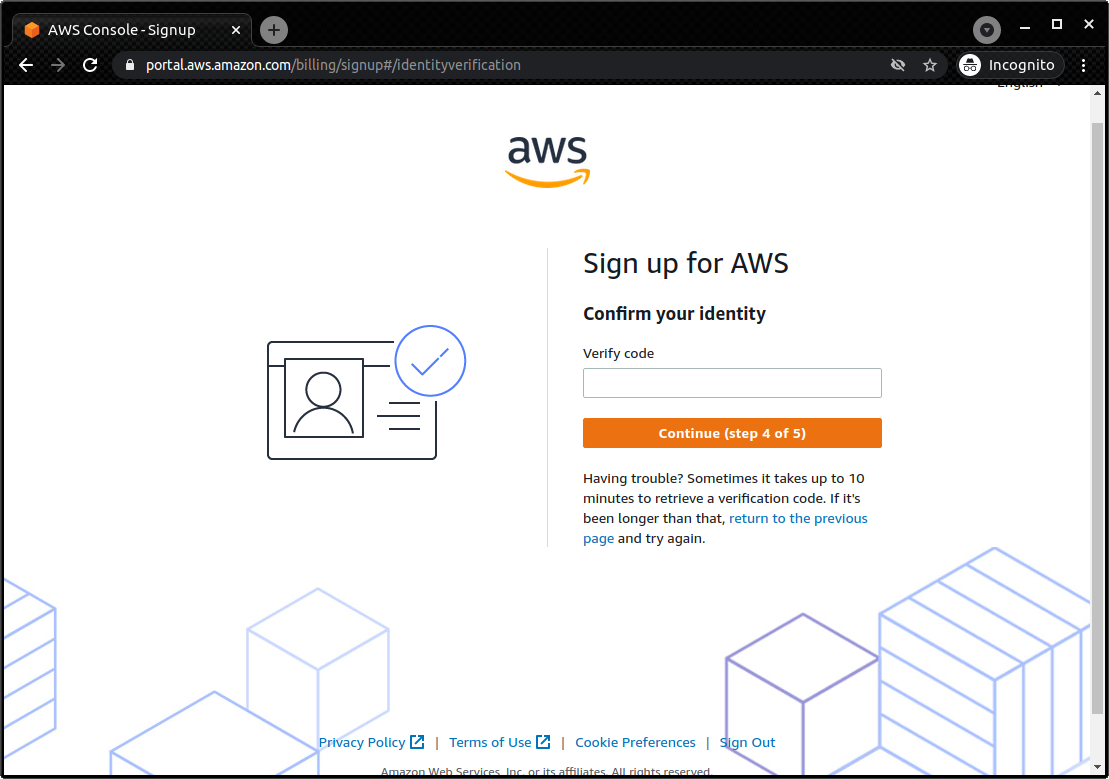 AWS Console - Signup
portal.aws.amazon.com/billing/signup#/identityverification
Incognito
English
aws
Sign up for AWS
Confirm your identity
Verify code
Continue (step 4 of 5)
Having trouble? Sometimes it takes up to 10
minutes to retrieve a verification code. If it's
been longer than that, return to the previous
page and try again.
Privacy Policy | Terms of Use | Cookie Preferences | Sign Out
Amazon Web Services, Inc. or its affiliates. All rights reserved.